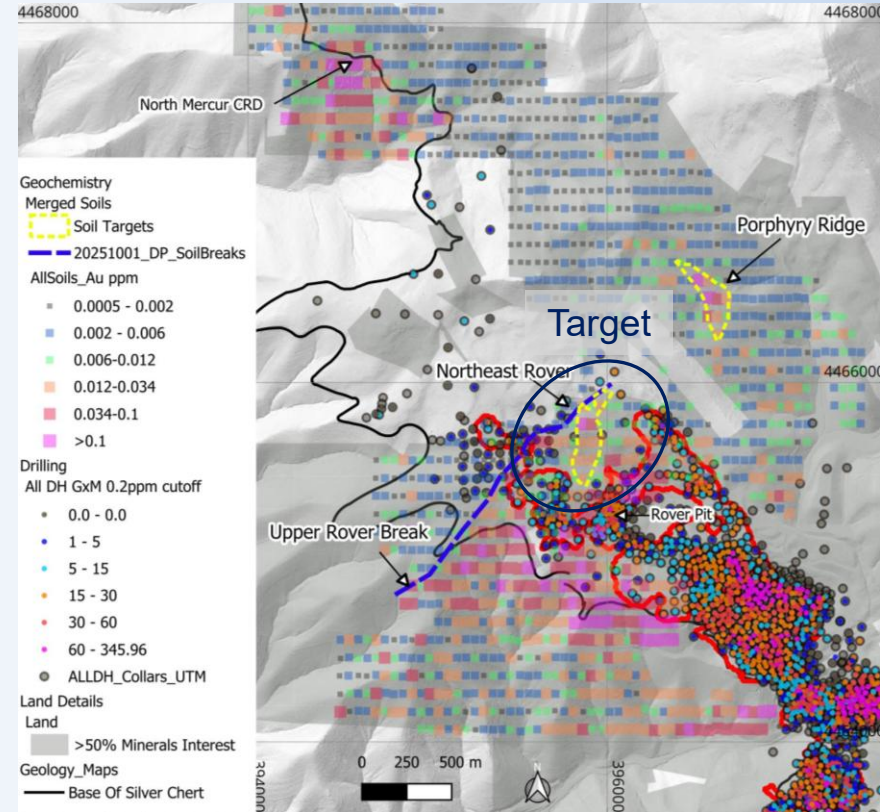 4468000
4468000
North Mercur CRD
Geochemistry
Merged Soils
Soil Targets
20251001_DP_SoilBreaks
AllSoils_Au ppm
0.0005 - 0.002
0.002 - 0.006
0.006-0.012
0.012-0.034
0.034-0.1
>0.1
Drilling
All DH GxM 0.2ppm cutoff
0.0 - 0.0
1 - 5
5 - 15
15 - 30
30 - 60
60 - 345.96
ALLDH_Collars_UTM
Land Details
Land
>50% Minerals Interest
Geology_Maps
Base Of Silver Chert
Porphyry Ridge
Target
Northeast Rover
4466000
Rover Pit
Upper Rover Break
0 250 500 m
N